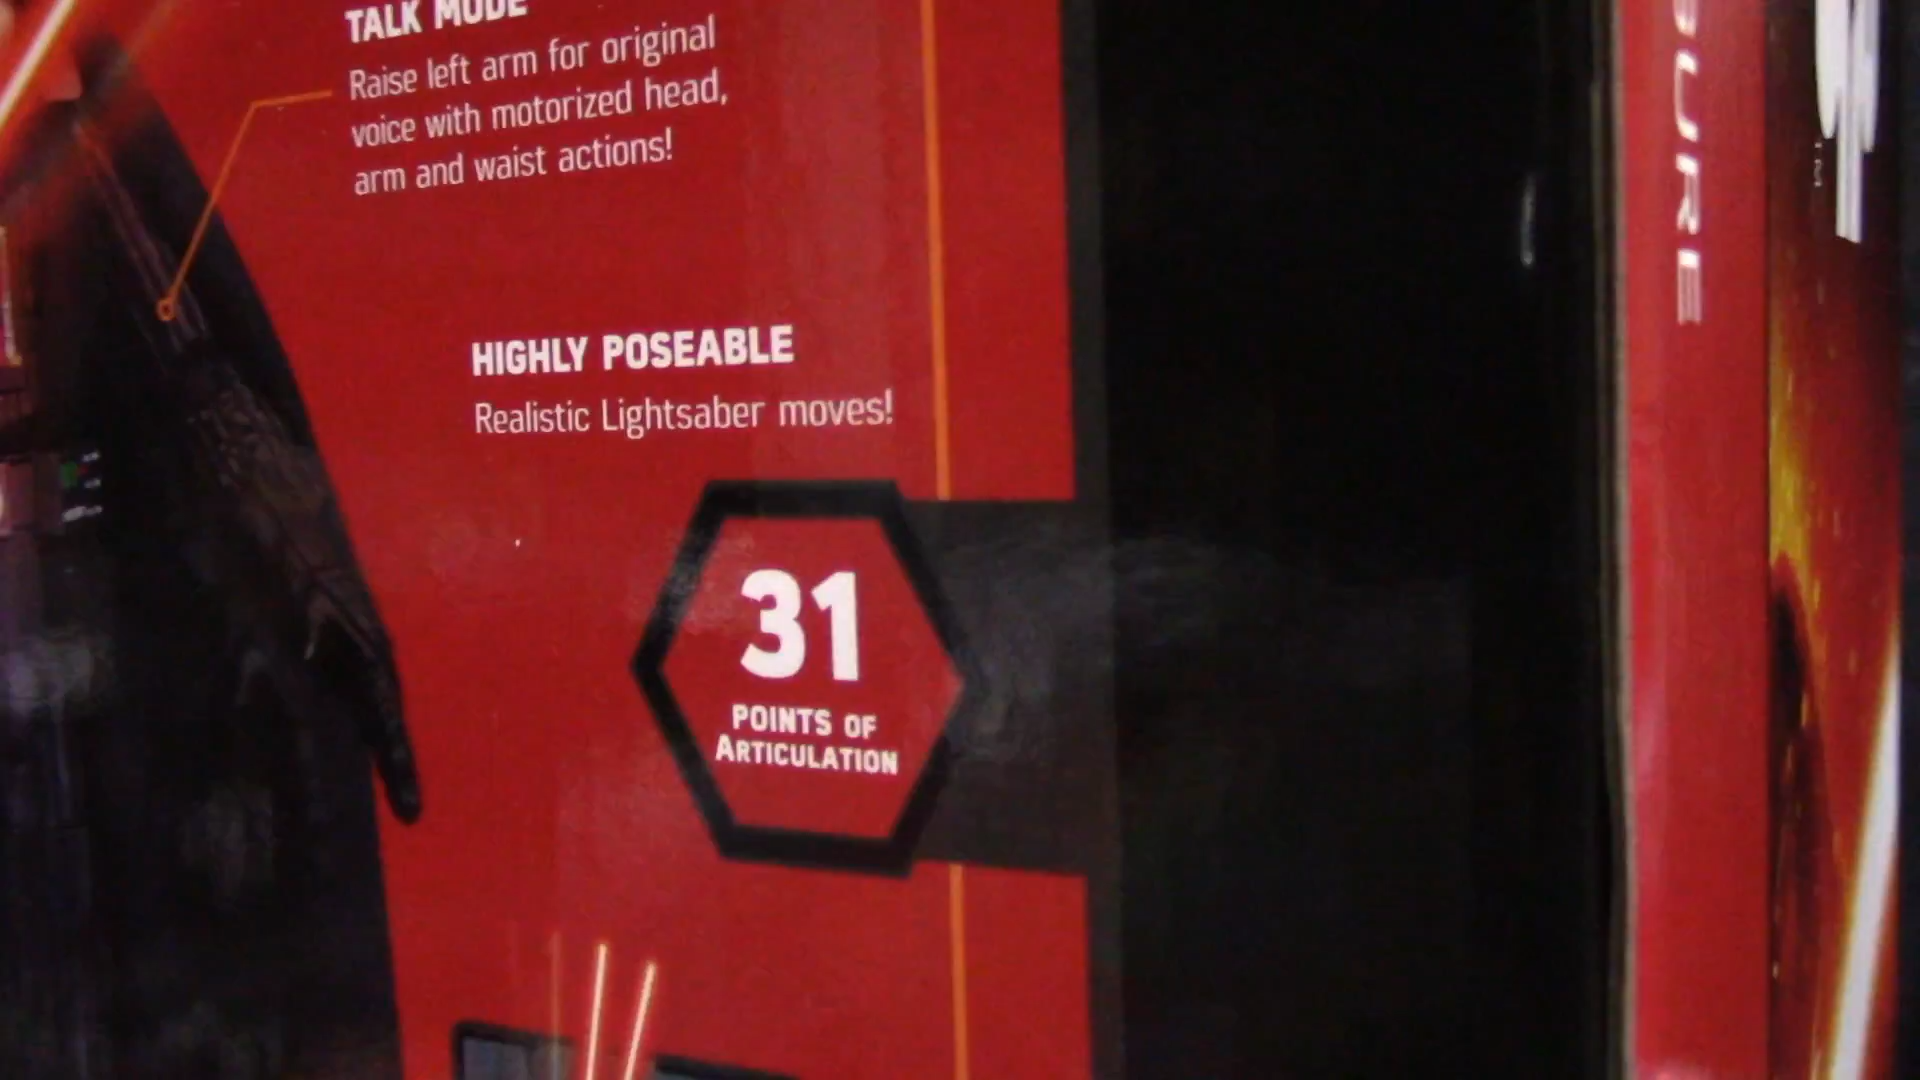 TALK MODE
Raise left arm for original
voice with motorized head,
arm and waist actions!
HIGHLY POSEABLE
Realistic Lightsaber moves!
31
POINTS OF
ARTICULATION